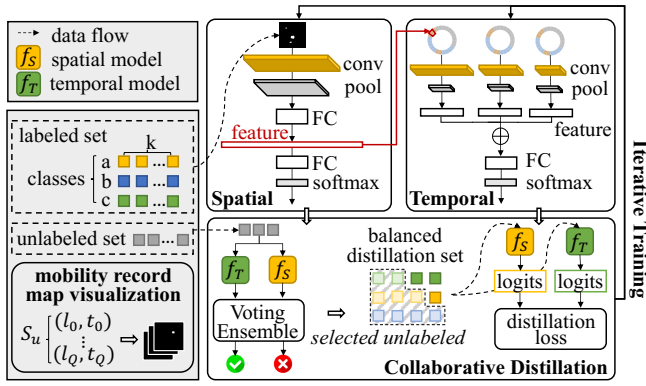 data flow
f_S spatial model
f_T temporal model
labeled set
k
classes
a ...
b ...
c ...
unlabeled set ...
mobility record
map visualization
S_u { (l_0, t_0)
⋮
(l_Q, t_Q)
conv
pool
FC
feature
FC
softmax
Spatial
conv
pool
feature
FC
softmax
Temporal
Iterative Training
f_T f_S
Voting
Ensemble
balanced
distillation set
selected unlabeled
f_S f_T
logits logits
distillation
loss
Collaborative Distillation